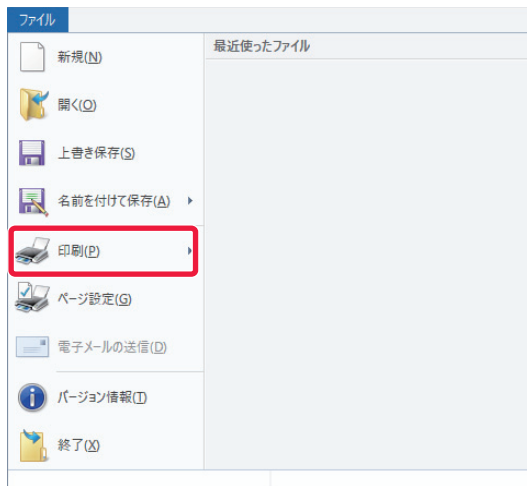 ファイル
最近使ったファイル
新規(N)
開く(O)
上書き保存(S)
名前を付けて保存(A)
印刷(P)
ページ設定(G)
電子メールの送信(D)
バージョン情報(T)
終了(X)